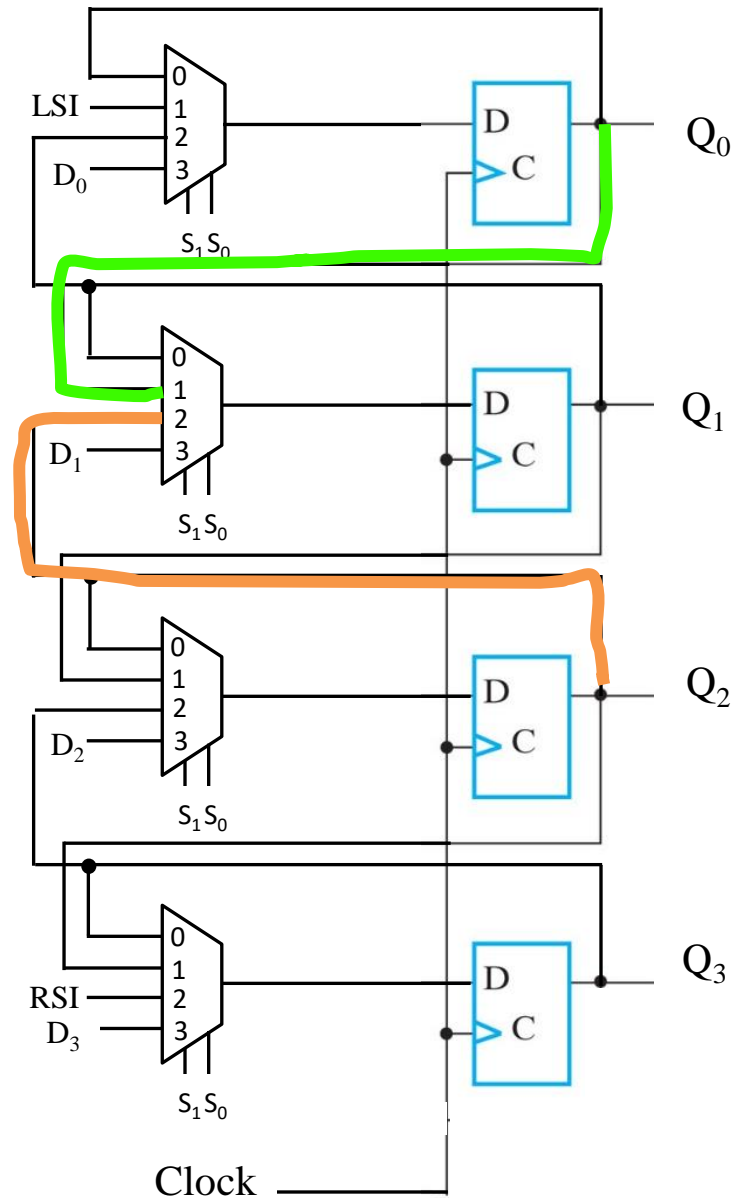 0
LSI 1
2
D₀ 3
S₁ S₀
D
C
Q₀
0
1
2
D₁ 3
S₁ S₀
D
C
Q₁
0
1
2
D₂ 3
S₁ S₀
D
C
Q₂
0
1
RSI 2
D₃ 3
S₁ S₀
D
C
Q₃
Clock